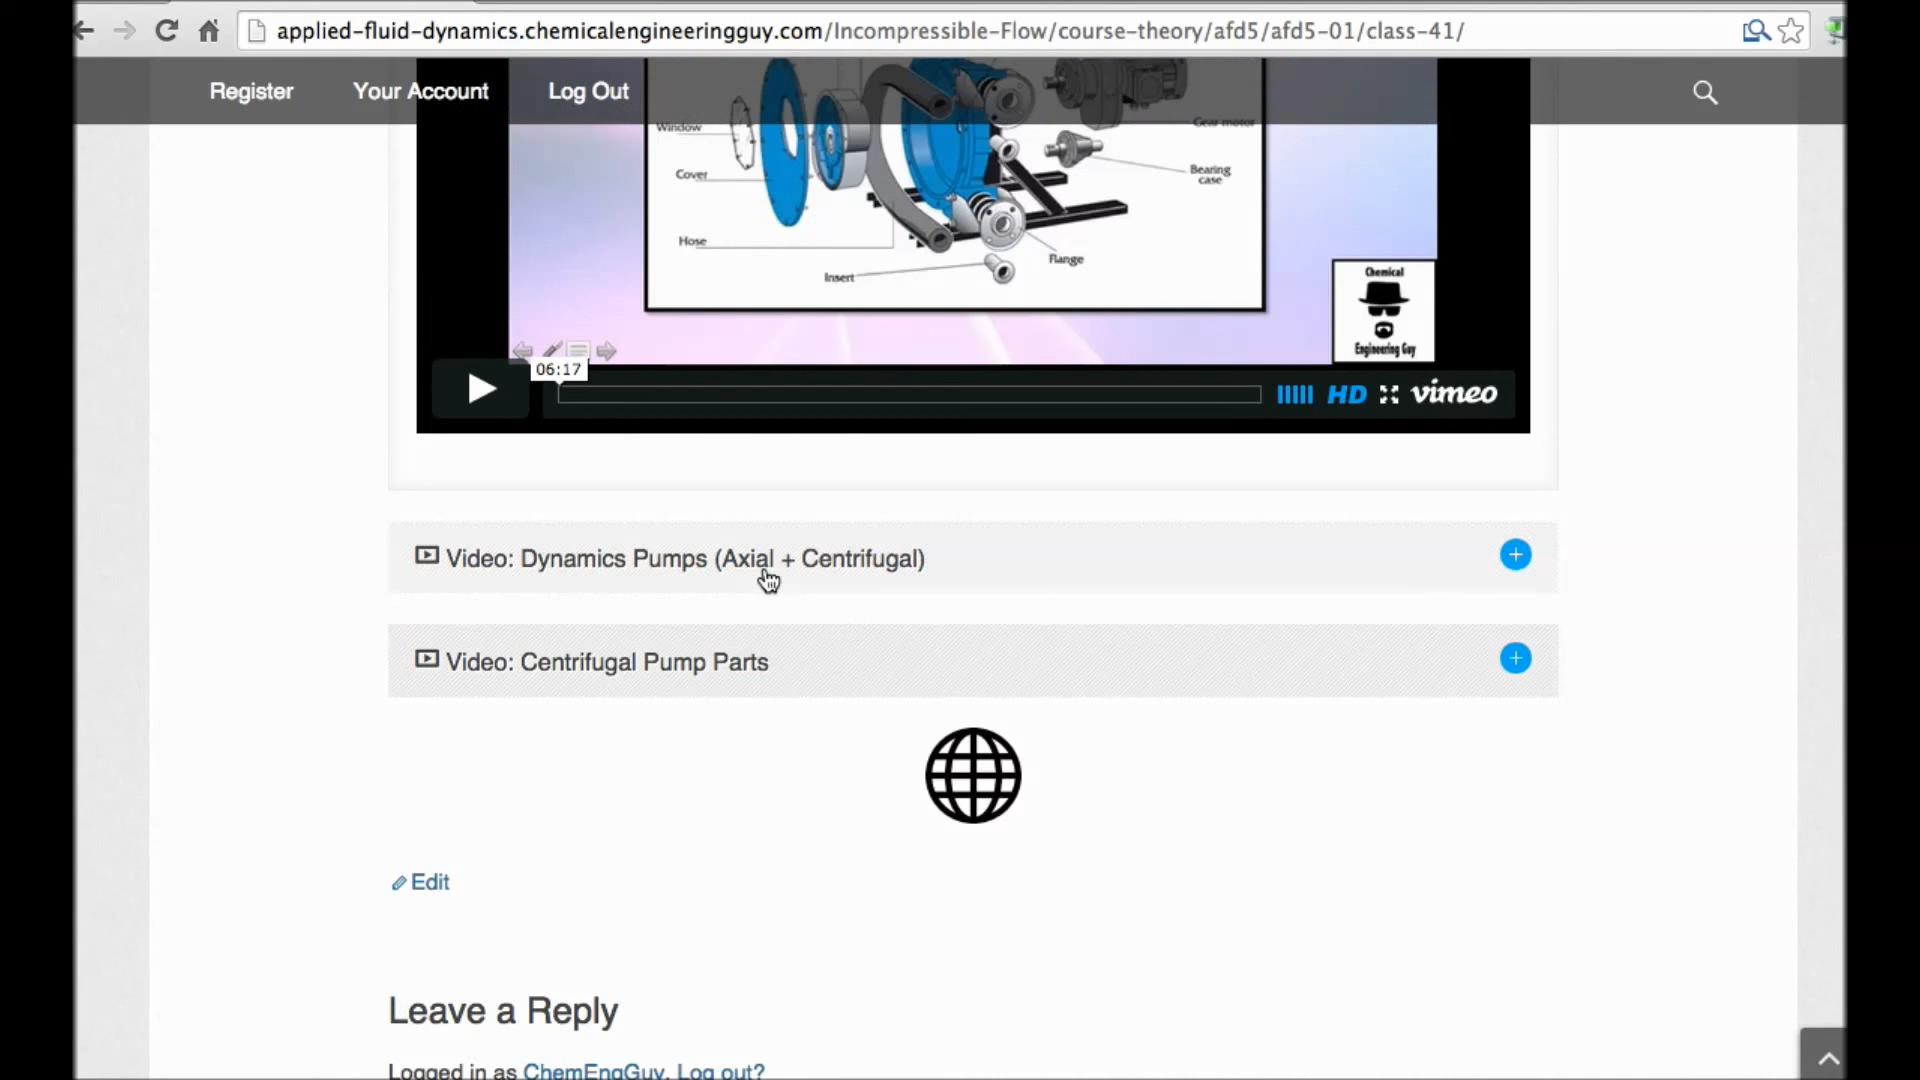 applied-fluid-dynamics.chemicalengineeringguy.com/Incompressible-Flow/course-theory/afd5/afd5-01/class-41/
Register Your Account Log Out
Window
Gear motor
Cover
Bearing
case
Hose
Flange
Insert
Chemical
Engineering Guy
06:17
HD vimeo
Video: Dynamics Pumps (Axial + Centrifugal)
Video: Centrifugal Pump Parts
Edit
Leave a Reply
Logged in as ChemEngGuy. Log out?